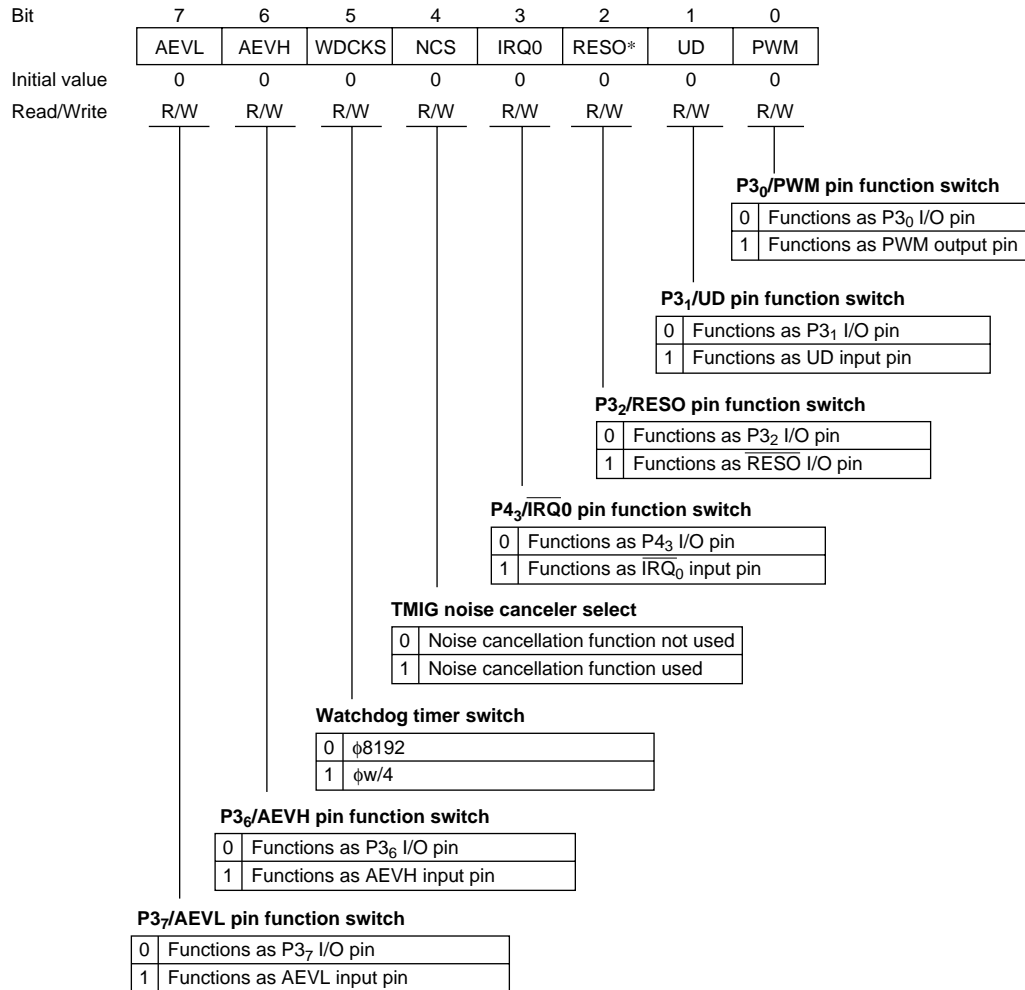 Bit 7 6 5 4 3 2 1 0
AEVL AEVH WDCKS NCS IRQ0 RESO* UD PWM
Initial value 0 0 0 0 0 0 0 0
Read/Write R/W R/W R/W R/W R/W R/W R/W R/W
P3₀/PWM pin function switch
0 Functions as P3₀ I/O pin
1 Functions as PWM output pin
P3₁/UD pin function switch
0 Functions as P3₁ I/O pin
1 Functions as UD input pin
P3₂/RESO pin function switch
0 Functions as P3₂ I/O pin
1 Functions as R̅E̅S̅O̅ I/O pin
P4₃/I̅R̅Q̅0 pin function switch
0 Functions as P4₃ I/O pin
1 Functions as I̅R̅Q̅₀ input pin
TMIG noise canceler select
0 Noise cancellation function not used
1 Noise cancellation function used
Watchdog timer switch
0 ϕ8192
1 ϕw/4
P3₆/AEVH pin function switch
0 Functions as P3₆ I/O pin
1 Functions as AEVH input pin
P3₇/AEVL pin function switch
0 Functions as P3₇ I/O pin
1 Functions as AEVL input pin